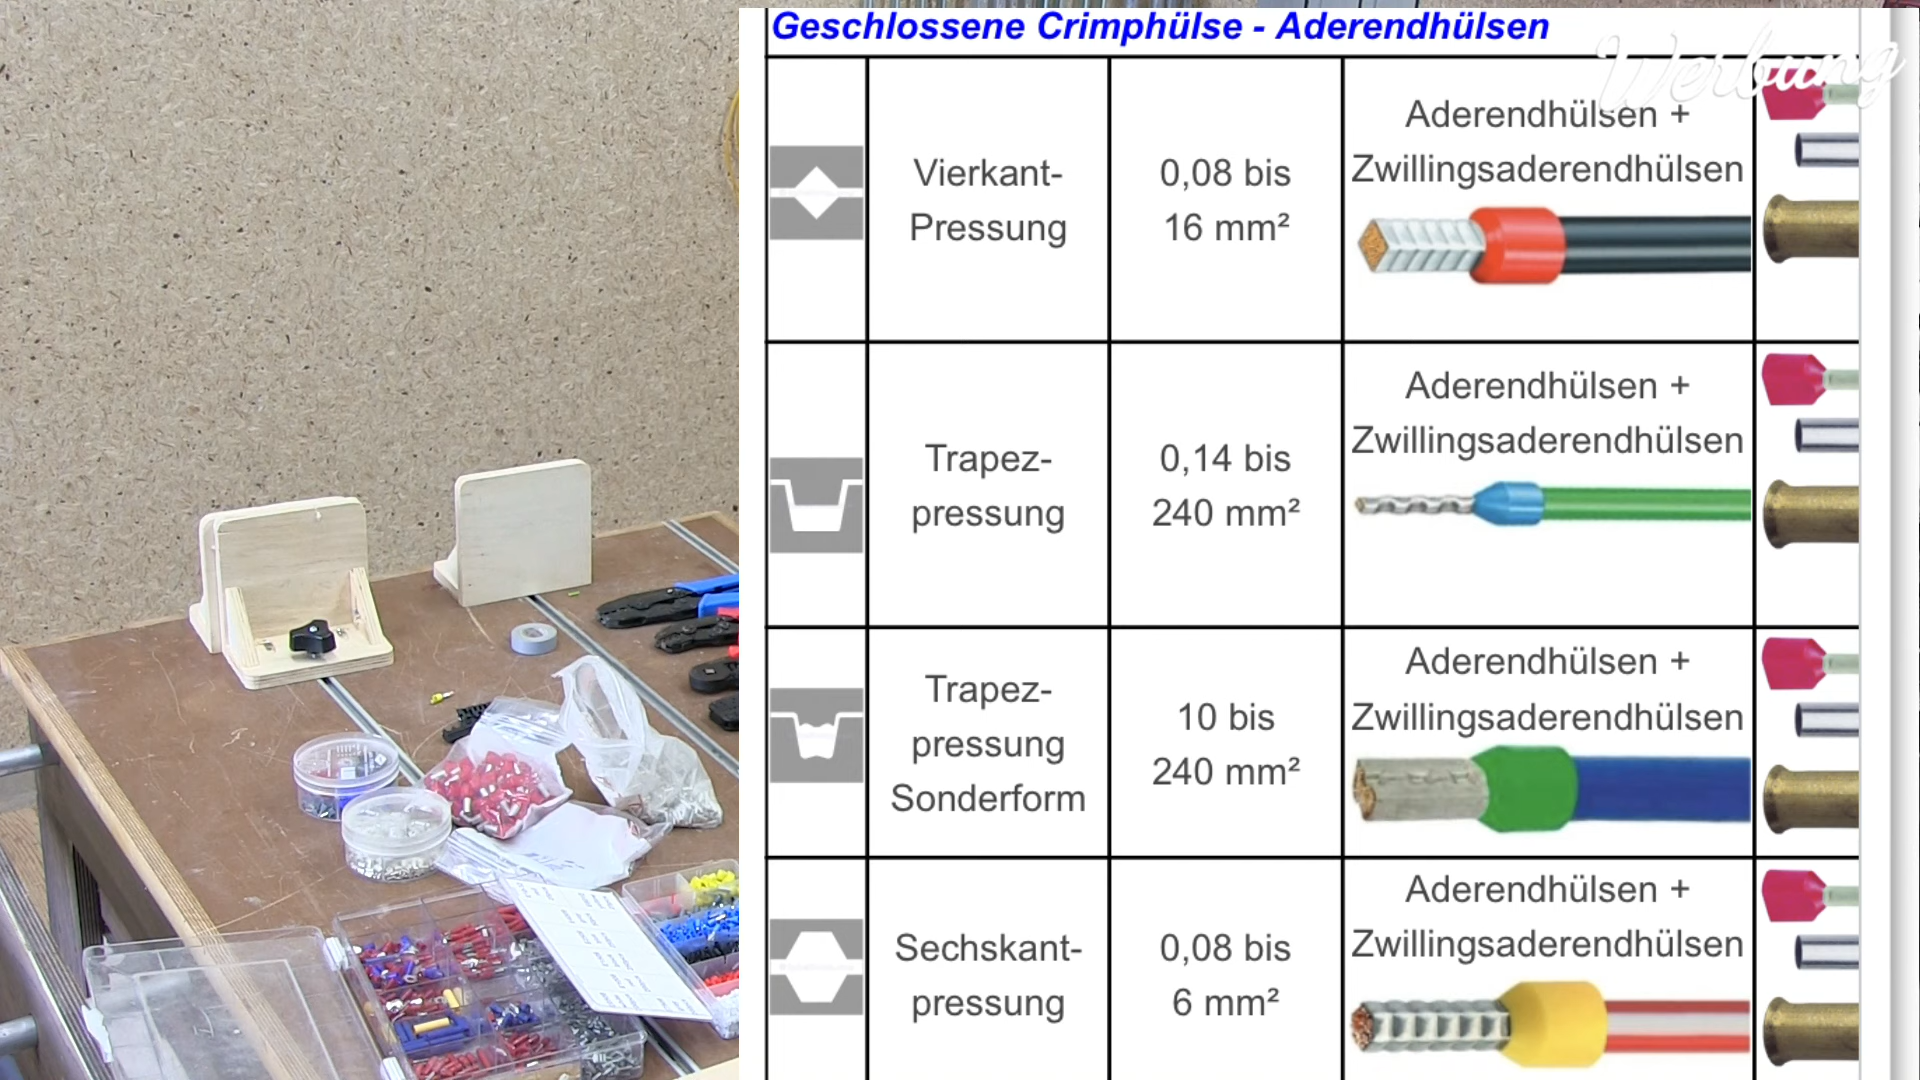 Geschlossene Crimphülse - Aderendhülsen
Werbung
Vierkant-
Pressung
0,08 bis
16 mm²
Aderendhülsen +
Zwillingsaderendhülsen
Trapez-
pressung
0,14 bis
240 mm²
Aderendhülsen +
Zwillingsaderendhülsen
Trapez-
pressung
Sonderform
10 bis
240 mm²
Aderendhülsen +
Zwillingsaderendhülsen
Sechskant-
pressung
0,08 bis
6 mm²
Aderendhülsen +
Zwillingsaderendhülsen